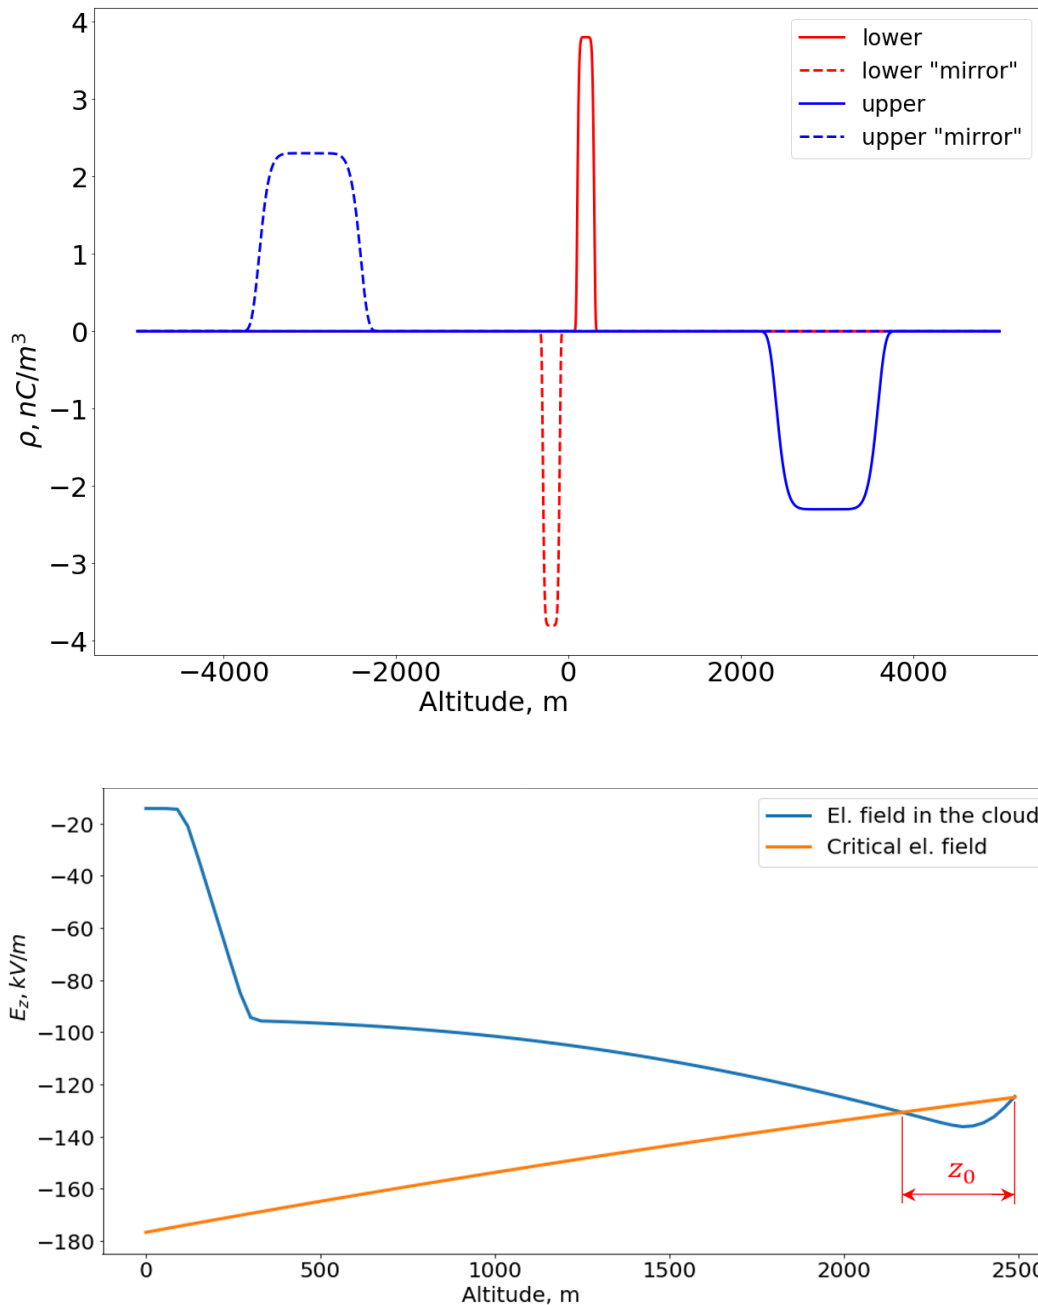 4
3
2
1
0
−1
−2
−3
−4
ρ, nC/m³
lower
lower "mirror"
upper
upper "mirror"
−4000 −2000 0 2000 4000
Altitude, m
−20
−40
−60
−80
−100
−120
−140
−160
−180
E_z, kV/m
El. field in the cloud
Critical el. field
z₀
0 500 1000 1500 2000 2500
Altitude, m